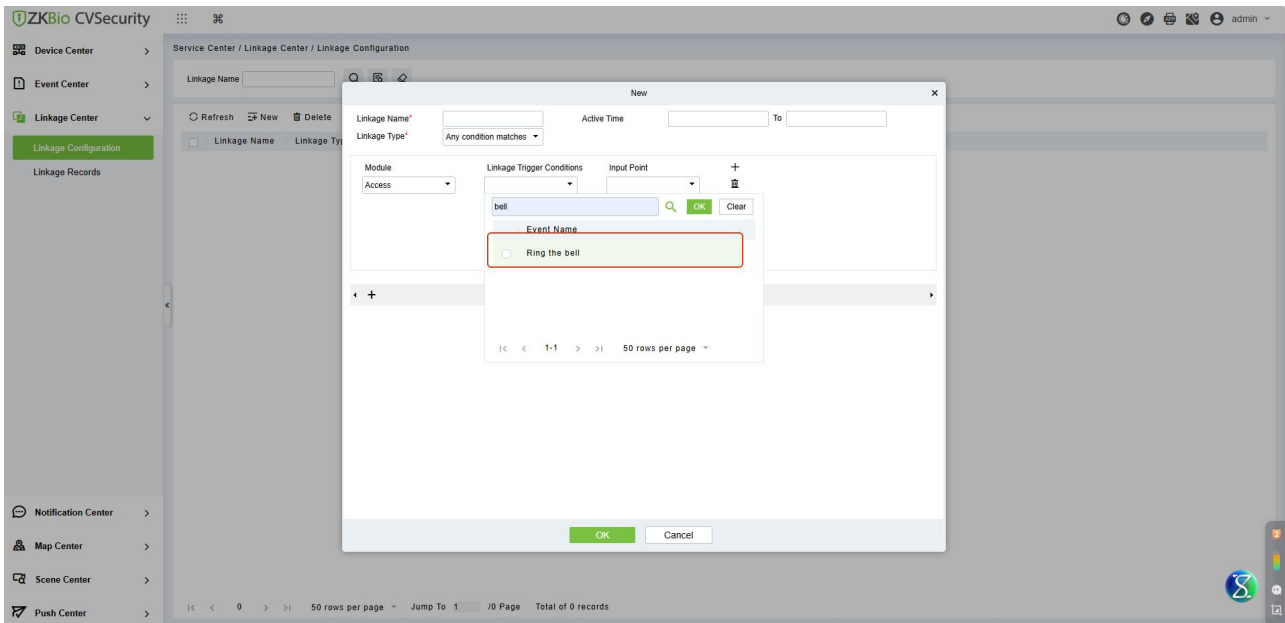 ZKBio CVSecurity
admin
Device Center
Service Center / Linkage Center / Linkage Configuration
Event Center
Linkage Name
New
Linkage Center
Refresh New Delete
Linkage Name* Active Time To
Linkage Type* Any condition matches
Linkage Name
Linkage Configuration
Linkage Records
Module Linkage Trigger Conditions Input Point
Access
bell OK Clear
Event Name
Ring the bell
1-1 50 rows per page
OK Cancel
Notification Center
Map Center
Scene Center
Push Center
0 50 rows per page Jump To 1 /0 Page Total of 0 records